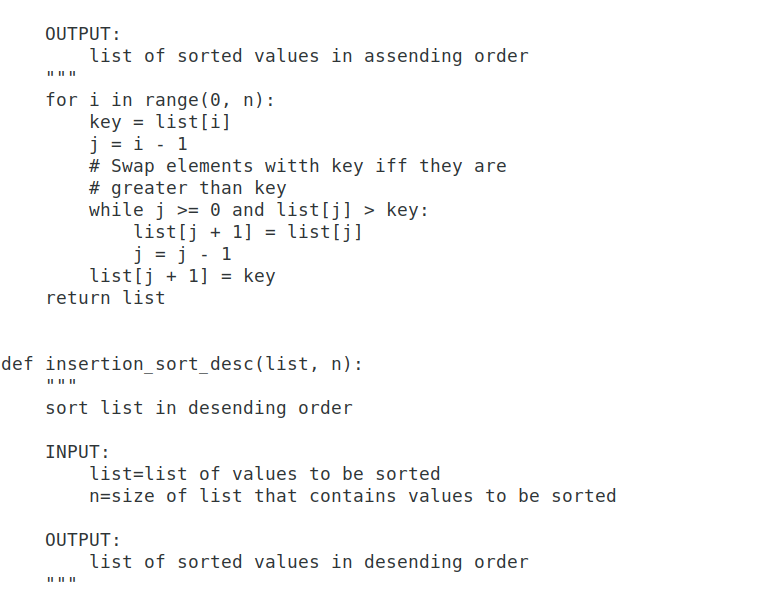 OUTPUT:
        list of sorted values in assending order
    """
    for i in range(0, n):
        key = list[i]
        j = i - 1
        # Swap elements witth key iff they are
        # greater than key
        while j >= 0 and list[j] > key:
            list[j + 1] = list[j]
            j = j - 1
        list[j + 1] = key
    return list


def insertion_sort_desc(list, n):
    """
    sort list in desending order

    INPUT:
        list=list of values to be sorted
        n=size of list that contains values to be sorted

    OUTPUT:
        list of sorted values in desending order
    """